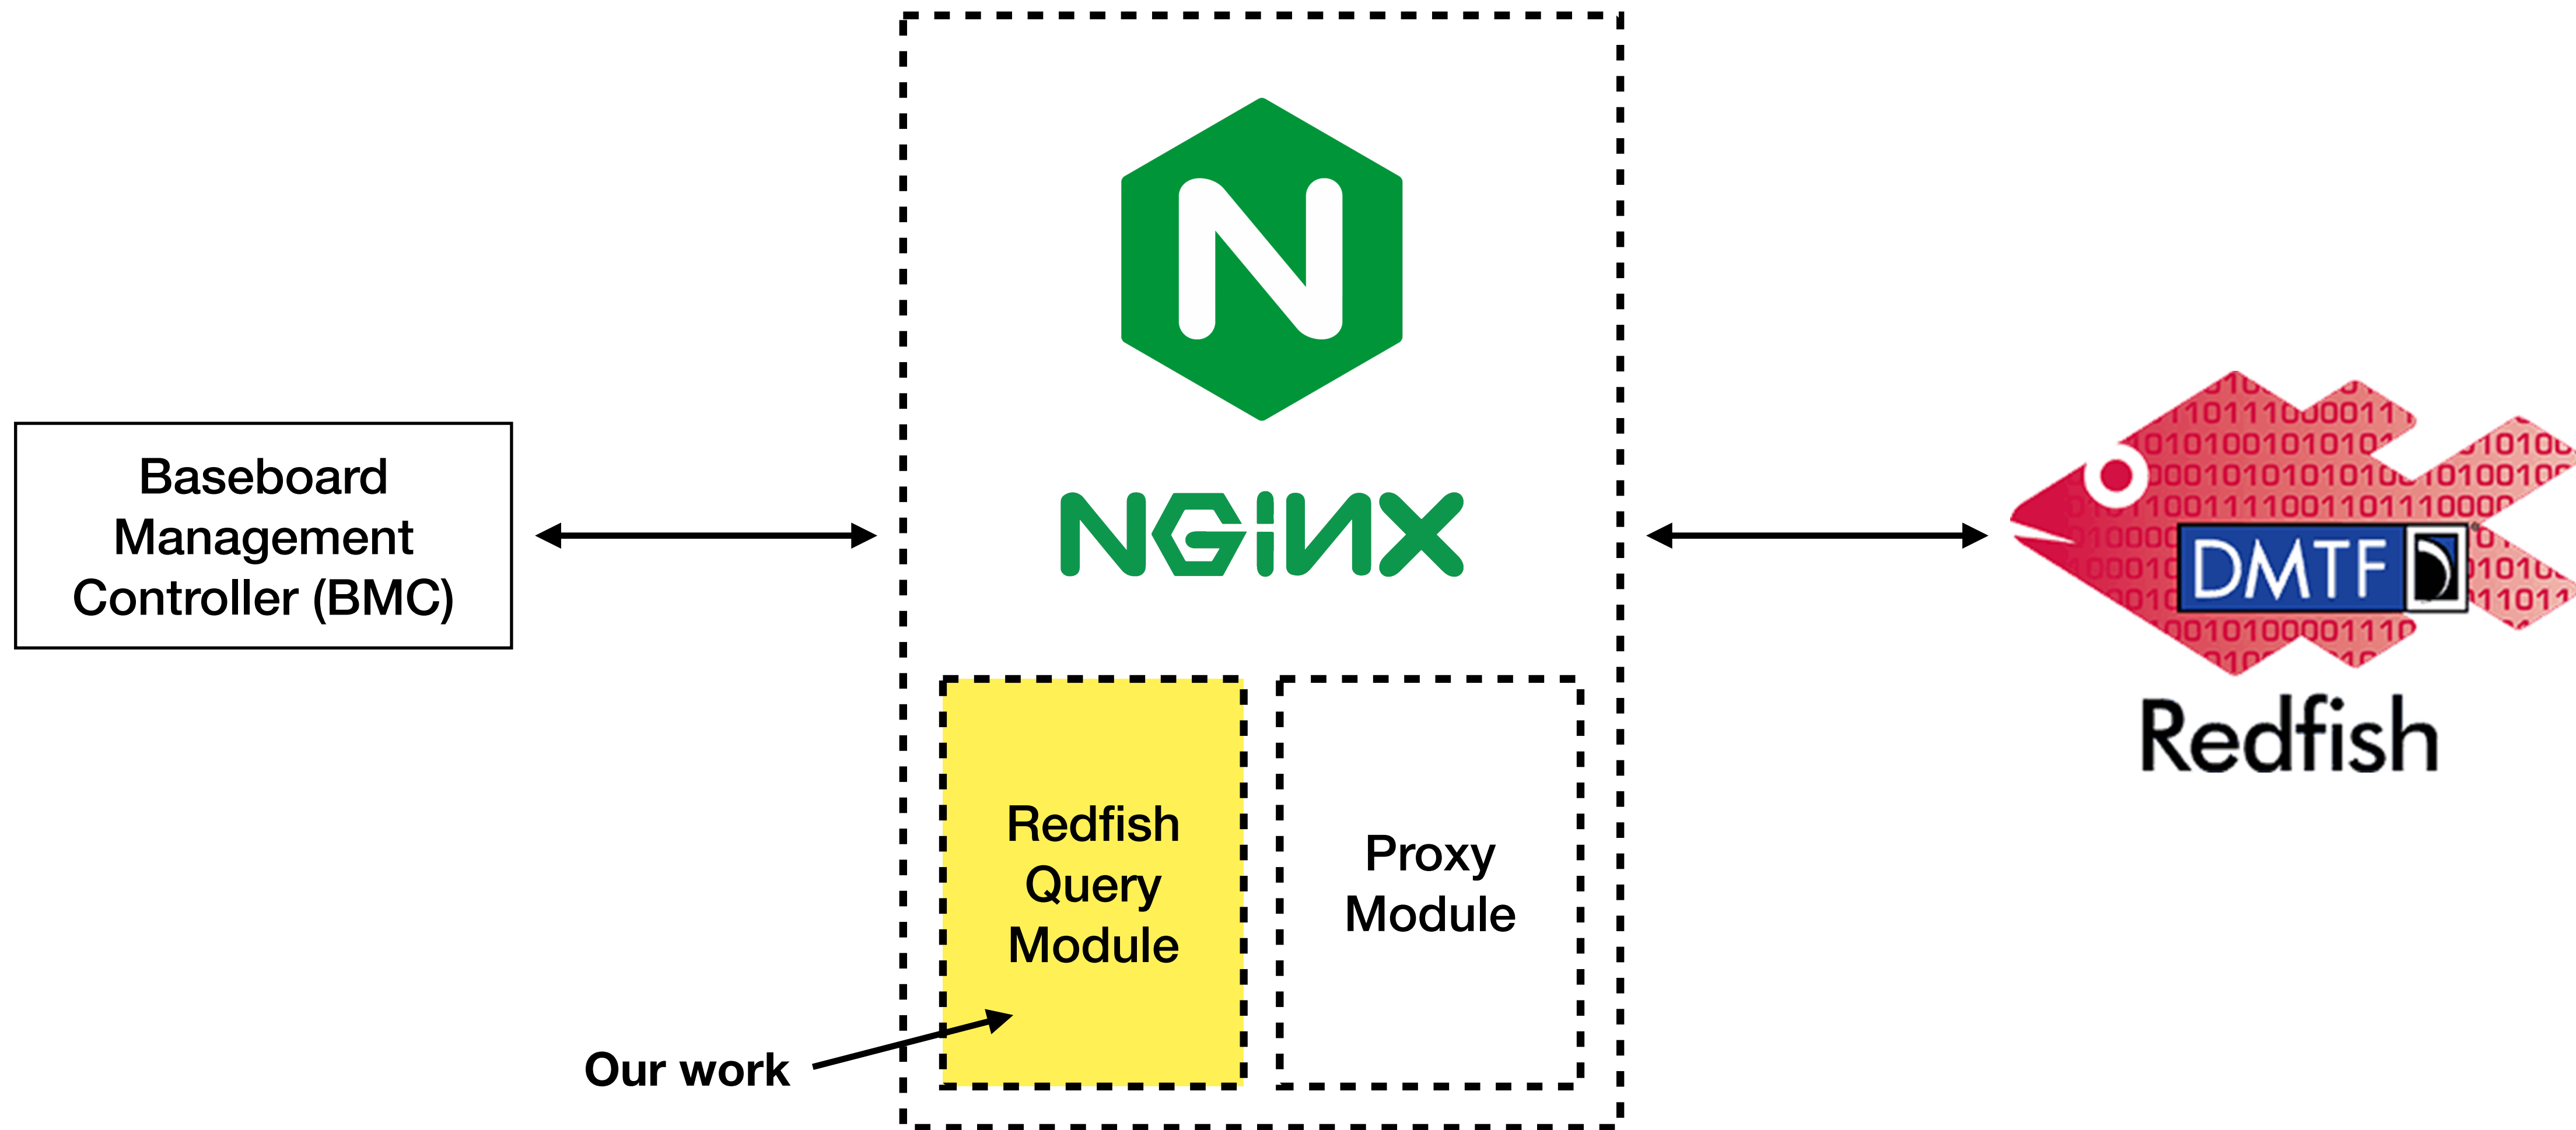 Baseboard
Management
Controller (BMC)
N
NGINX
Redfish
Query
Module
Proxy
Module
Our work
DMTF
Redfish